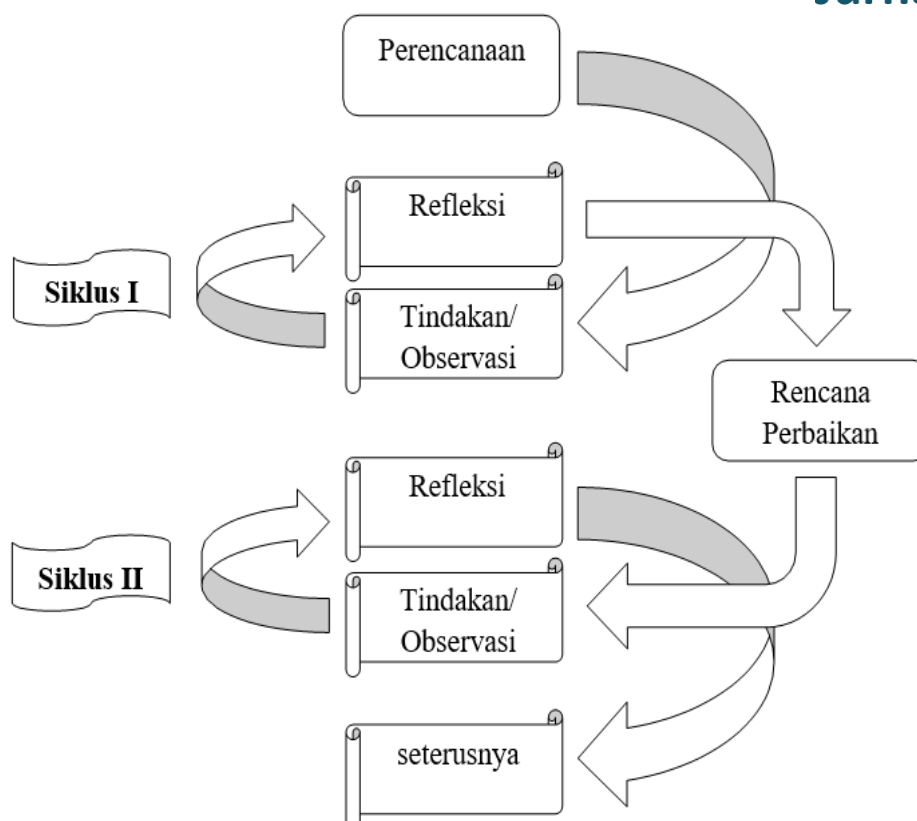 Perencanaan
Refleksi
Siklus I
Tindakan/
Observasi
Rencana
Perbaikan
Refleksi
Siklus II
Tindakan/
Observasi
seterusnya